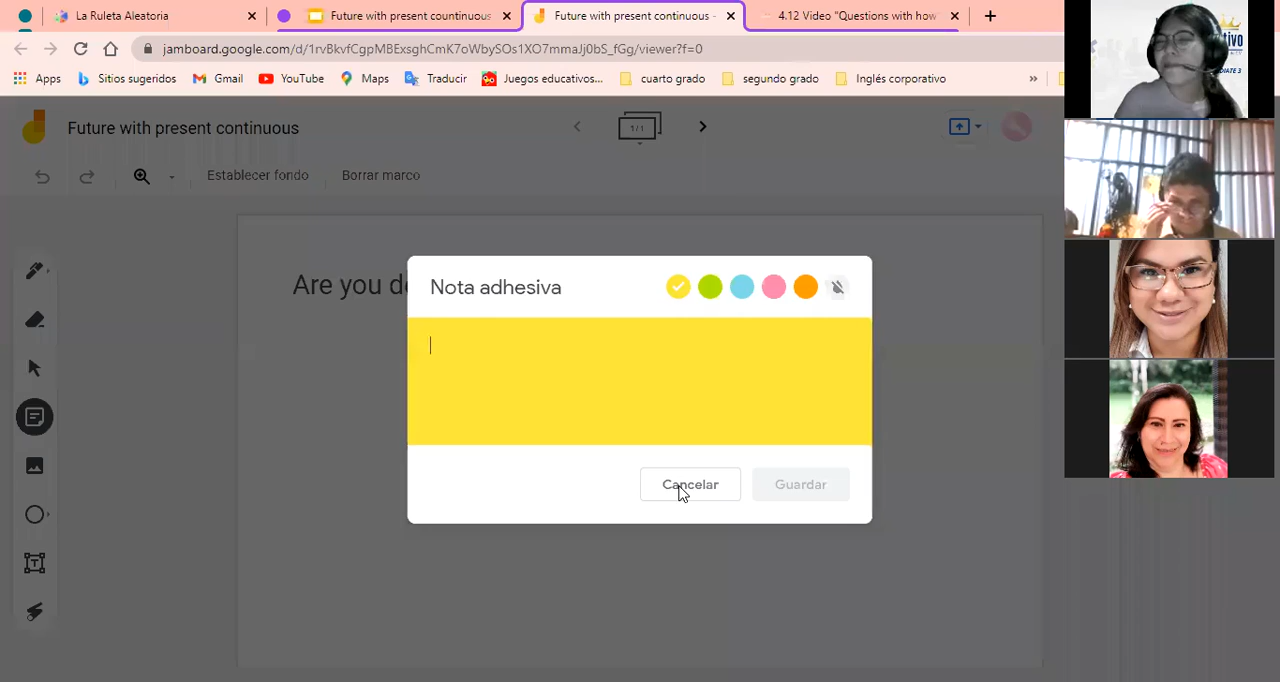 La Ruleta Aleatoria
Future with present countinuous
Future with present continuous -
4.12 Video "Questions with how
jamboard.google.com/d/1rvBkvfCgpMBExsghCmK7oWbySOs1XO7mmaJj0bS_fGg/viewer?f=0
Apps Sitios sugeridos Gmail YouTube Maps Traducir Juegos educativos... cuarto grado segundo grado Inglés corporativo »
Future with present continuous
1/1
Establecer fondo Borrar marco
Are you d
Nota adhesiva
Cancelar Guardar